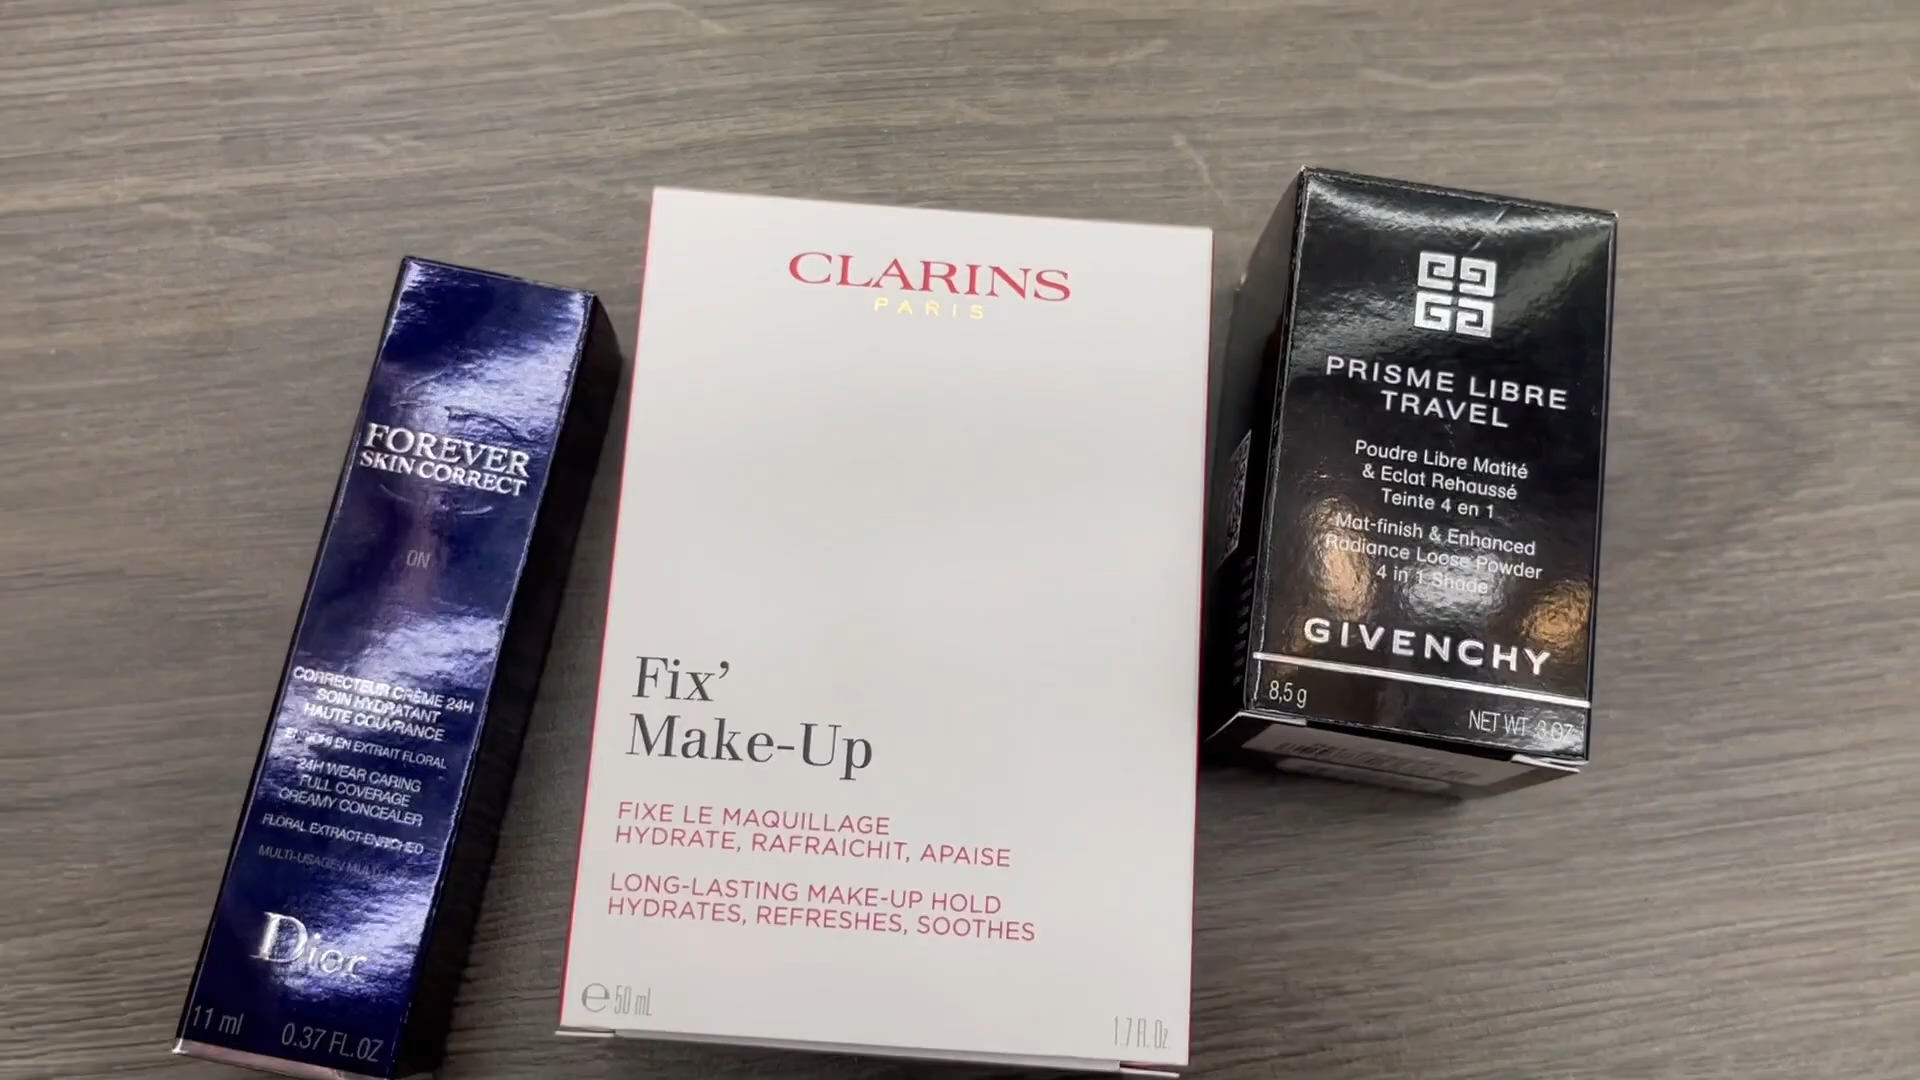 FOREVER
SKIN CORRECT
0N
CORRECTEUR CRÈME 24H
SOIN HYDRATANT
HAUTE COUVRANCE
ENRICHI EN EXTRAIT FLORAL
24H WEAR CARING
FULL COVERAGE
CREAMY CONCEALER
FLORAL EXTRACT-ENRICHED
MULTI-USAGE/
Dior
11 ml 0.37 FL.OZ
CLARINS
PARIS
Fix'
Make-Up
FIXE LE MAQUILLAGE
HYDRATE, RAFRAICHIT, APAISE
LONG-LASTING MAKE-UP HOLD
HYDRATES, REFRESHES, SOOTHES
e 50 mL 1.7 Fl. Oz.
PRISME LIBRE
TRAVEL
Poudre Libre Matité
& Eclat Rehaussé
Teinte 4 en 1
Mat-finish & Enhanced
Radiance Loose Powder
4 in 1 Shade
GIVENCHY
8,5 g
NET WT .3 OZ